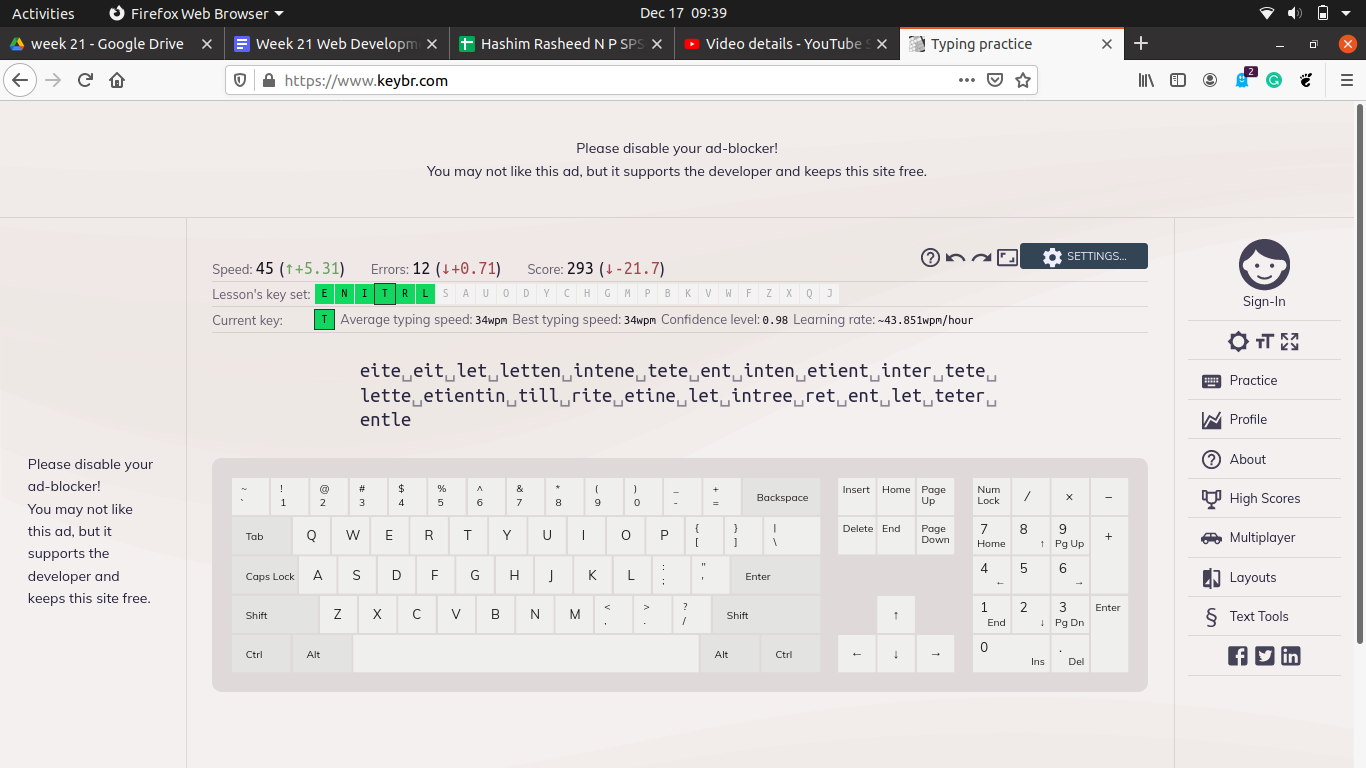 Activities
Firefox Web Browser
Dec 17 09:39
week 21 - Google Drive
Week 21 Web Developm
Hashim Rasheed N P SPS
Video details - YouTube S
Typing practice
https://www.keybr.com
2
Please disable your ad-blocker!
You may not like this ad, but it supports the developer and keeps this site free.
Please disable your
ad-blocker!
You may not like
this ad, but it
supports the
developer and
keeps this site free.
Speed: 45 (↑+5.31) Errors: 12 (↓+0.71) Score: 293 (↓-21.7)
SETTINGS...
Lesson's key set: E N I T R L S A U O D Y C H G M P B K V W F Z X Q J
Current key: T Average typing speed: 34wpm Best typing speed: 34wpm Confidence level: 0.98 Learning rate: ~43.851wpm/hour
eite␣eit␣let␣letten␣intene␣tete␣ent␣inten␣etient␣inter␣tete␣
lette␣etientin␣till␣rite␣etine␣let␣intree␣ret␣ent␣let␣teter␣
entle
~ ` ! 1 @ 2 # 3 $ 4 % 5 ^ 6 & 7 * 8 ( 9 ) 0 _ - + = Backspace
Tab Q W E R T Y U I O P { [ } ] | \
Caps Lock A S D F G H J K L : ; " ' Enter
Shift Z X C V B N M < , > . ? / Shift
Ctrl Alt Alt Ctrl
Insert Home Page Up
Delete End Page Down
↑
← ↓ →
Num Lock / × −
7 Home 8 ↑ 9 Pg Up +
4 ← 5 6 →
1 End 2 ↓ 3 Pg Dn Enter
0 Ins . Del
Sign-In
Practice
Profile
About
High Scores
Multiplayer
Layouts
§ Text Tools